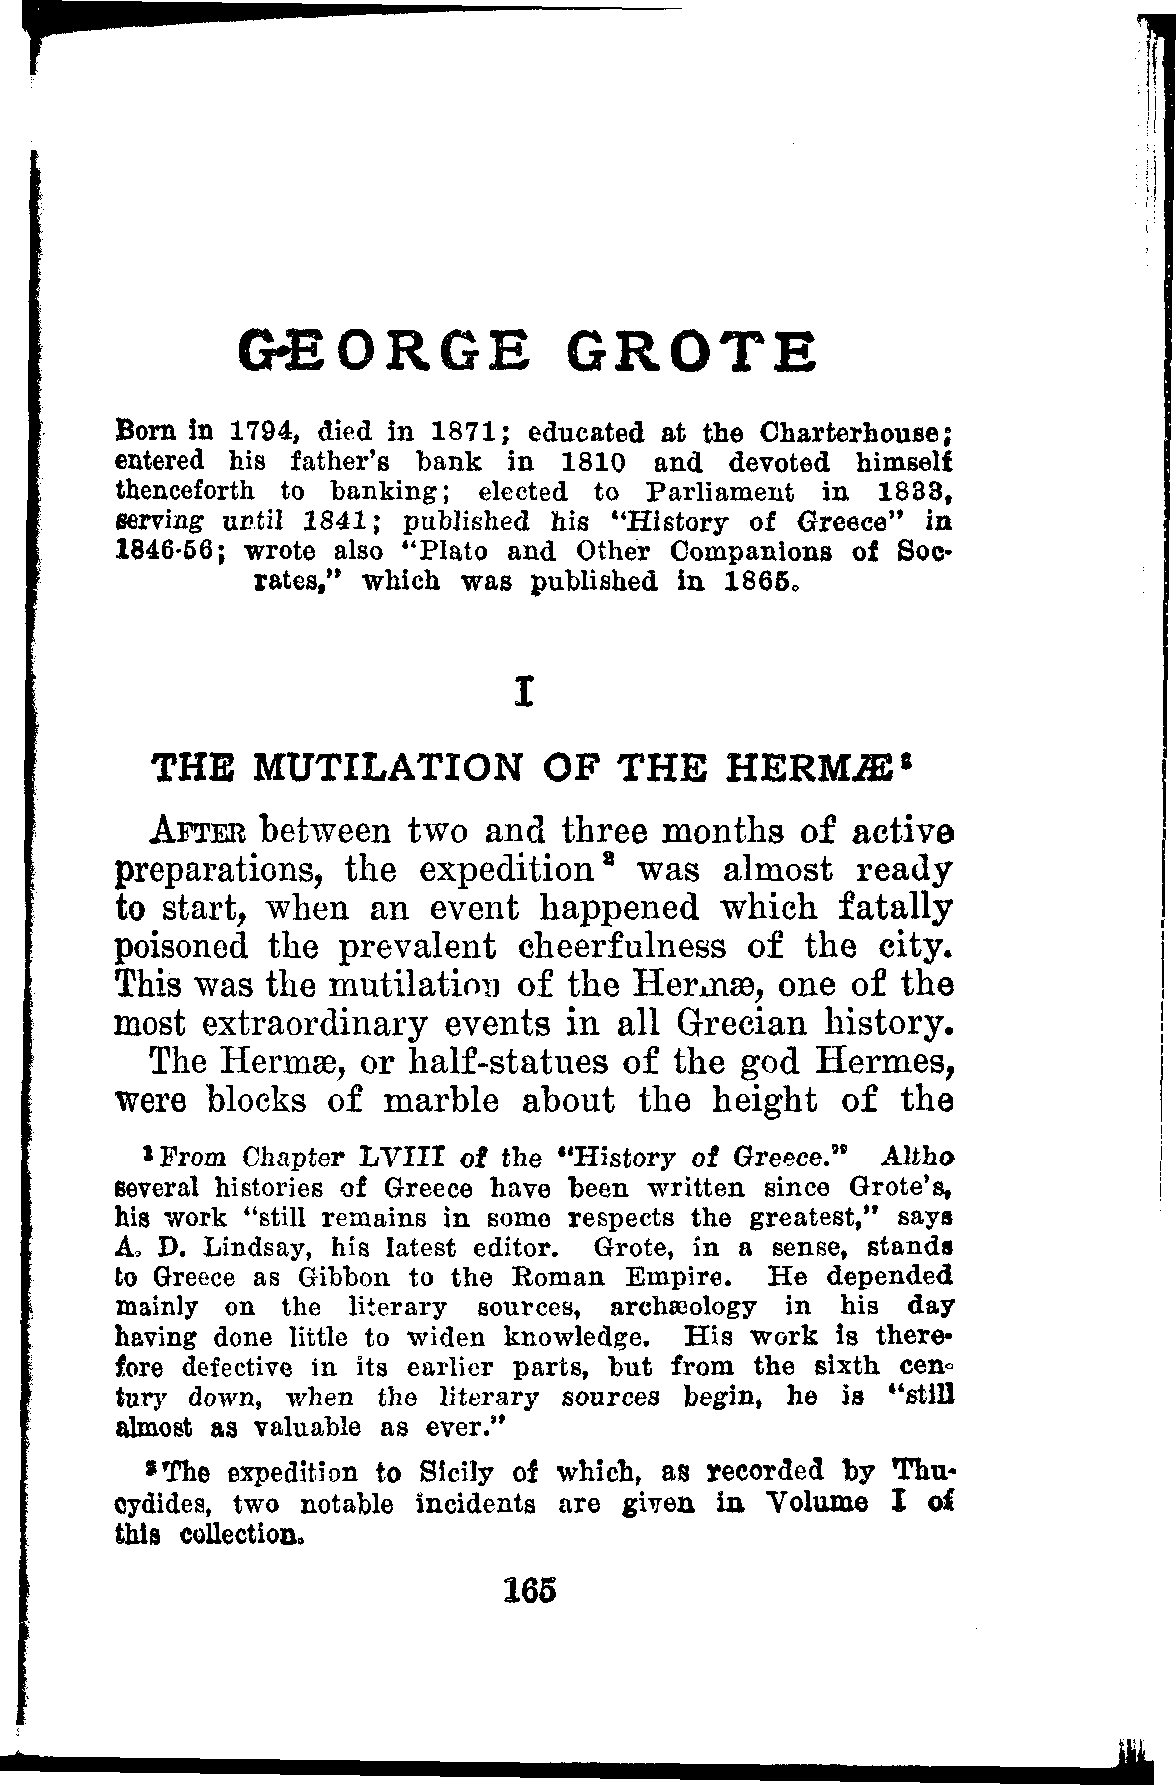 GEORGE GROTE
Born in 1794, died in 1871; educated at the Charterhouse;
entered his father's bank in 1810 and devoted himself
thenceforth to banking; elected to Parliament in 1833,
serving until 1841; published his "History of Greece" in
1846-56; wrote also "Plato and Other Companions of Soc-
rates," which was published in 1865.
I
THE MUTILATION OF THE HERMÆ¹
AFTER between two and three months of active
preparations, the expedition² was almost ready
to start, when an event happened which fatally
poisoned the prevalent cheerfulness of the city.
This was the mutilation of the Hermæ, one of the
most extraordinary events in all Grecian history.
The Hermæ, or half-statues of the god Hermes,
were blocks of marble about the height of the
¹ From Chapter LVIII of the "History of Greece." Altho
several histories of Greece have been written since Grote's,
his work "still remains in some respects the greatest," says
A. D. Lindsay, his latest editor. Grote, in a sense, stands
to Greece as Gibbon to the Roman Empire. He depended
mainly on the literary sources, archæology in his day
having done little to widen knowledge. His work is there-
fore defective in its earlier parts, but from the sixth cen-
tury down, when the literary sources begin, he is "still
almost as valuable as ever."
² The expedition to Sicily of which, as recorded by Thu-
cydides, two notable incidents are given in Volume I of
this collection.
165